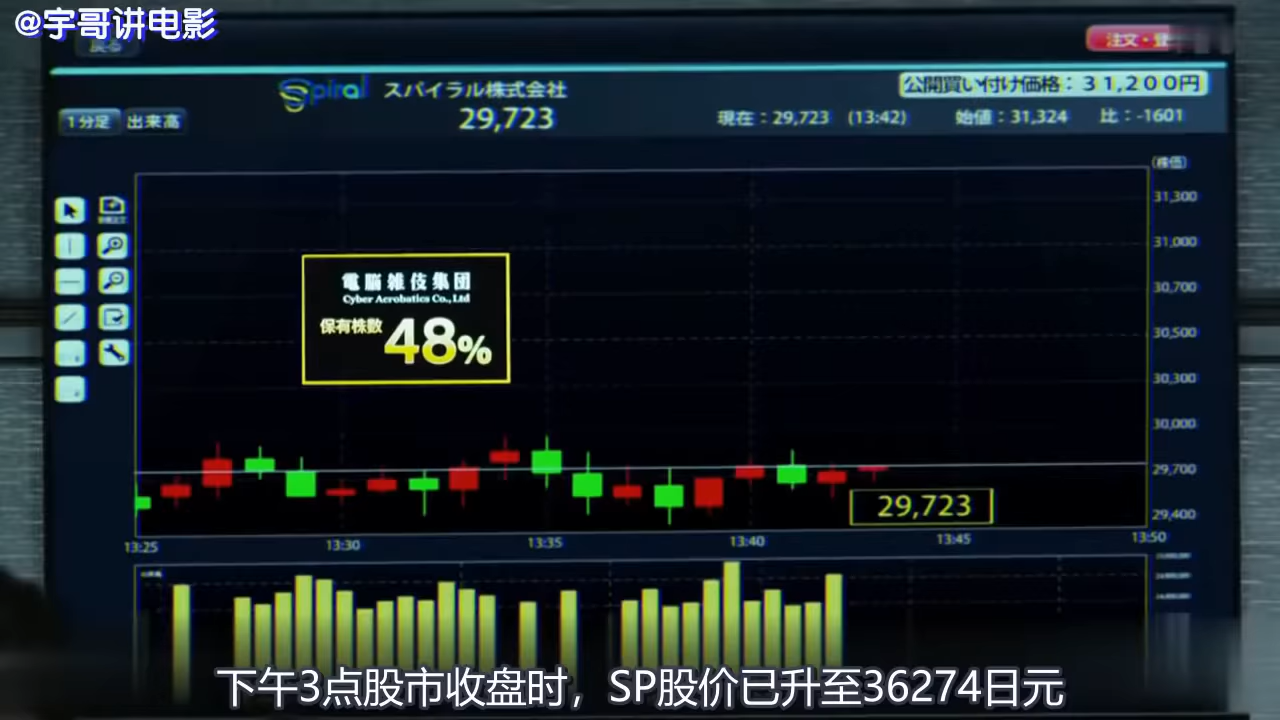 @宇哥讲电影
戻る
注文・登
Spiral スパイラル株式会社
公開買い付け価格：３１,２００円
1分足 出来高
29,723
現在：29,723 (13:42) 始値：31,324 比：-1601
(株価)
31,300
31,000
30,700
30,500
30,300
30,000
29,700
29,400
電脳雑伎集団
Cyber Acrobatics Co., Ltd
保有株数 48%
29,723
13:25 13:30 13:35 13:40 13:45 13:50
下午3点股市收盘时，SP股价已升至36274日元